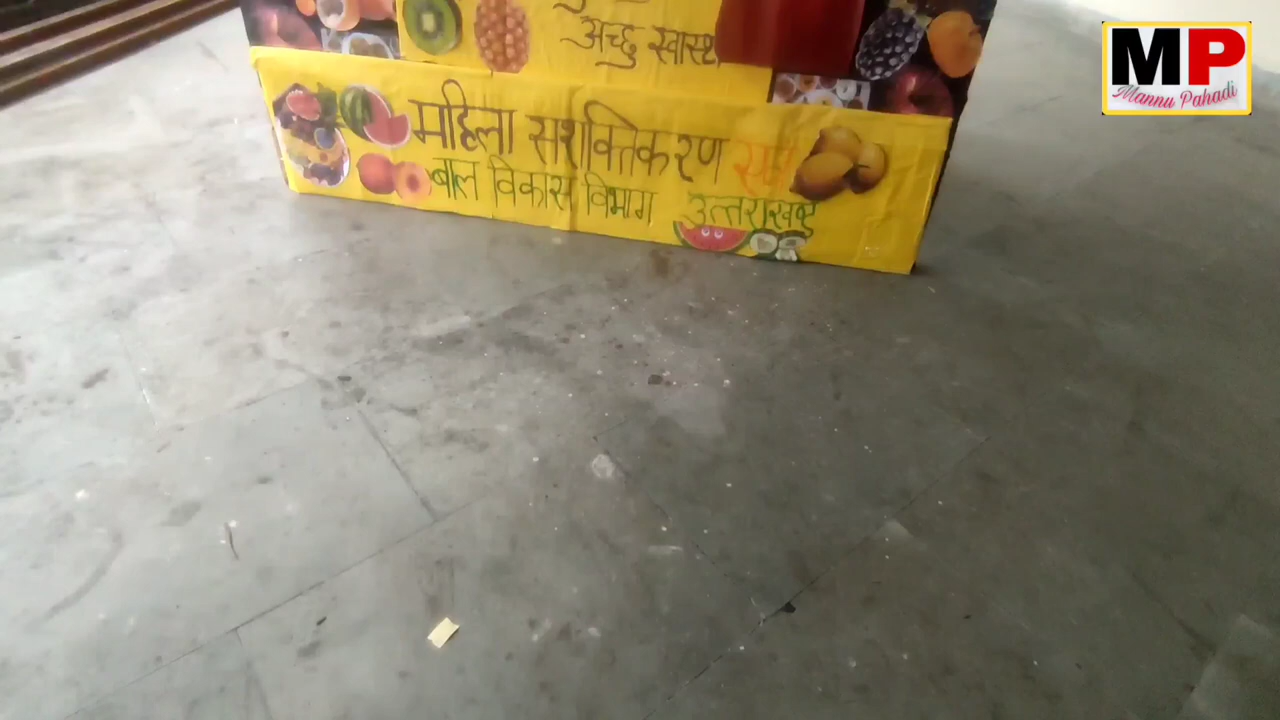 अच्छु स्वास्थ
महिला सशक्तिकरण एवं
बाल विकास विभाग उत्तराखण्ड
MP
Mannu Pahadi